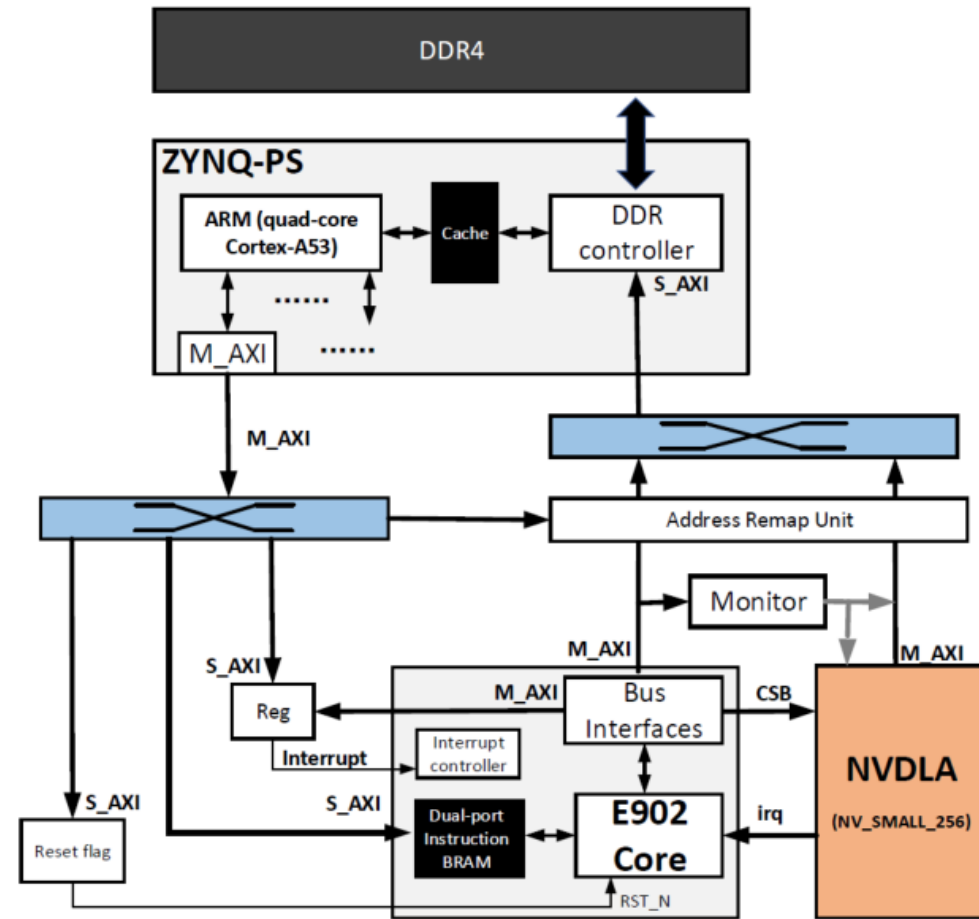 DDR4
ZYNQ-PS
ARM (quad-core
Cortex-A53)
Cache
DDR
controller
S_AXI
......
......
M_AXI
M_AXI
Address Remap Unit
Monitor
M_AXI
M_AXI
S_AXI
Reg
M_AXI
Bus
Interfaces
CSB
Interrupt
Interrupt
controller
NVDLA
(NV_SMALL_256)
S_AXI
S_AXI
Dual-port
Instruction
BRAM
E902
Core
irq
Reset flag
RST_N